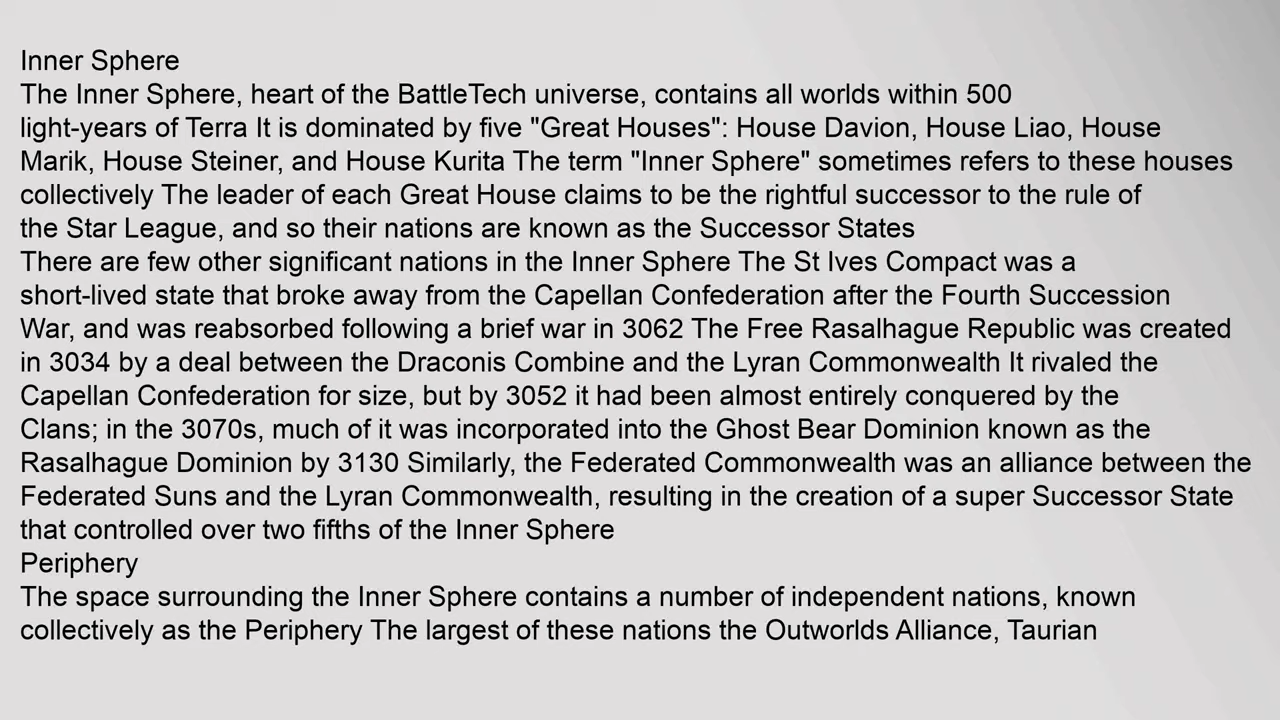 Inner Sphere
The Inner Sphere, heart of the BattleTech universe, contains all worlds within 500
light-years of Terra It is dominated by five "Great Houses": House Davion, House Liao, House
Marik, House Steiner, and House Kurita The term "Inner Sphere" sometimes refers to these houses
collectively The leader of each Great House claims to be the rightful successor to the rule of
the Star League, and so their nations are known as the Successor States
There are few other significant nations in the Inner Sphere The St Ives Compact was a
short-lived state that broke away from the Capellan Confederation after the Fourth Succession
War, and was reabsorbed following a brief war in 3062 The Free Rasalhague Republic was created
in 3034 by a deal between the Draconis Combine and the Lyran Commonwealth It rivaled the
Capellan Confederation for size, but by 3052 it had been almost entirely conquered by the
Clans; in the 3070s, much of it was incorporated into the Ghost Bear Dominion known as the
Rasalhague Dominion by 3130 Similarly, the Federated Commonwealth was an alliance between the
Federated Suns and the Lyran Commonwealth, resulting in the creation of a super Successor State
that controlled over two fifths of the Inner Sphere
Periphery
The space surrounding the Inner Sphere contains a number of independent nations, known
collectively as the Periphery The largest of these nations the Outworlds Alliance, Taurian